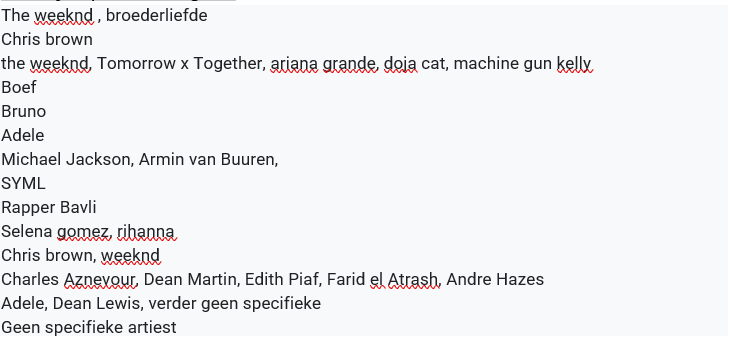 The weeknd , broederliefde
Chris brown
the weeknd, Tomorrow x Together, ariana grande, doja cat, machine gun kelly
Boef
Bruno
Adele
Michael Jackson, Armin van Buuren,
SYML
Rapper Bavli
Selena gomez, rihanna
Chris brown, weeknd
Charles Aznevour, Dean Martin, Edith Piaf, Farid el Atrash, Andre Hazes
Adele, Dean Lewis, verder geen specifieke
Geen specifieke artiest